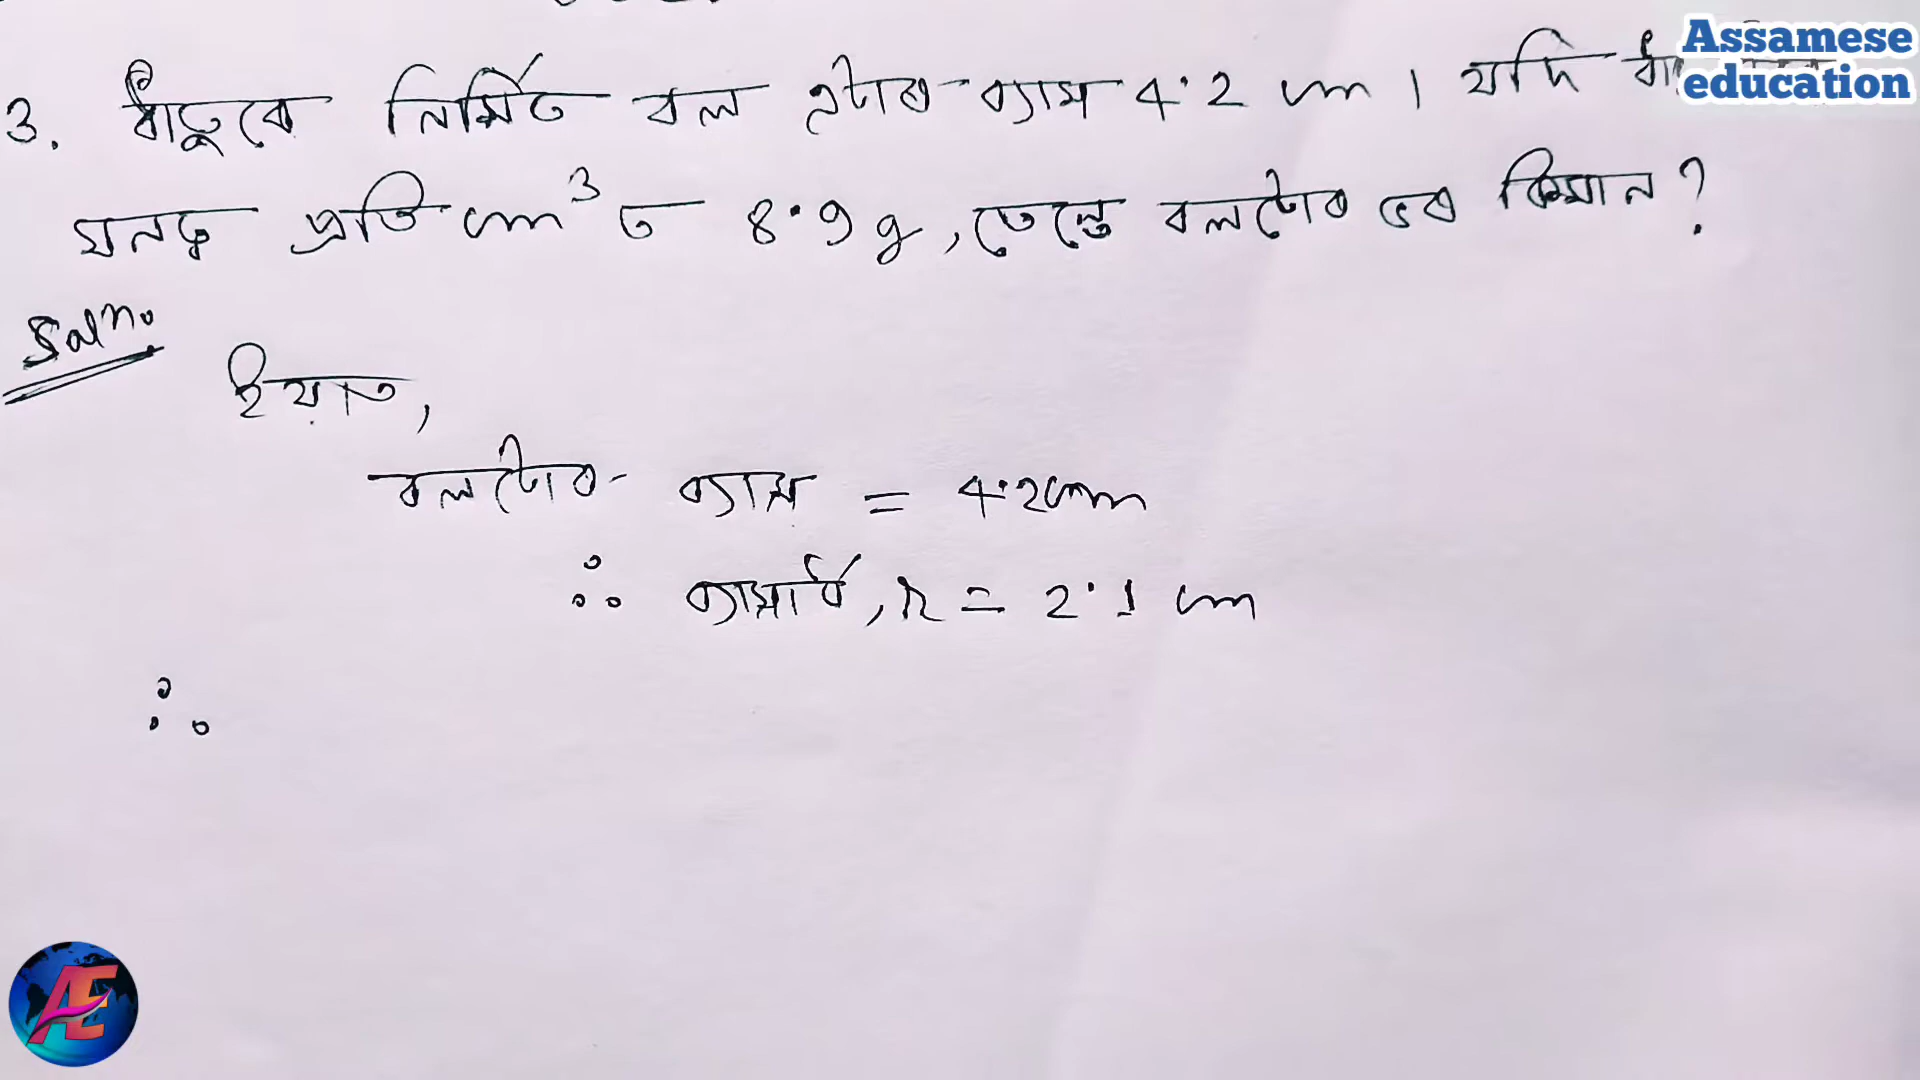 Assamese
education
3. ধাঁতুৰে নিৰ্মিত বল এটাৰ ব্যাস 4.2 cm। যদি
ঘনত্ব প্ৰতি cm³ ত 8.9 g, তেন্তে বলটোৰ ভৰ কিমান?
Solⁿ.
ইয়াত,
বলটোৰ ব্যাস = 4.2cm
∴ ব্যাসাৰ্ধ, r = 2.1 cm
∴
AE